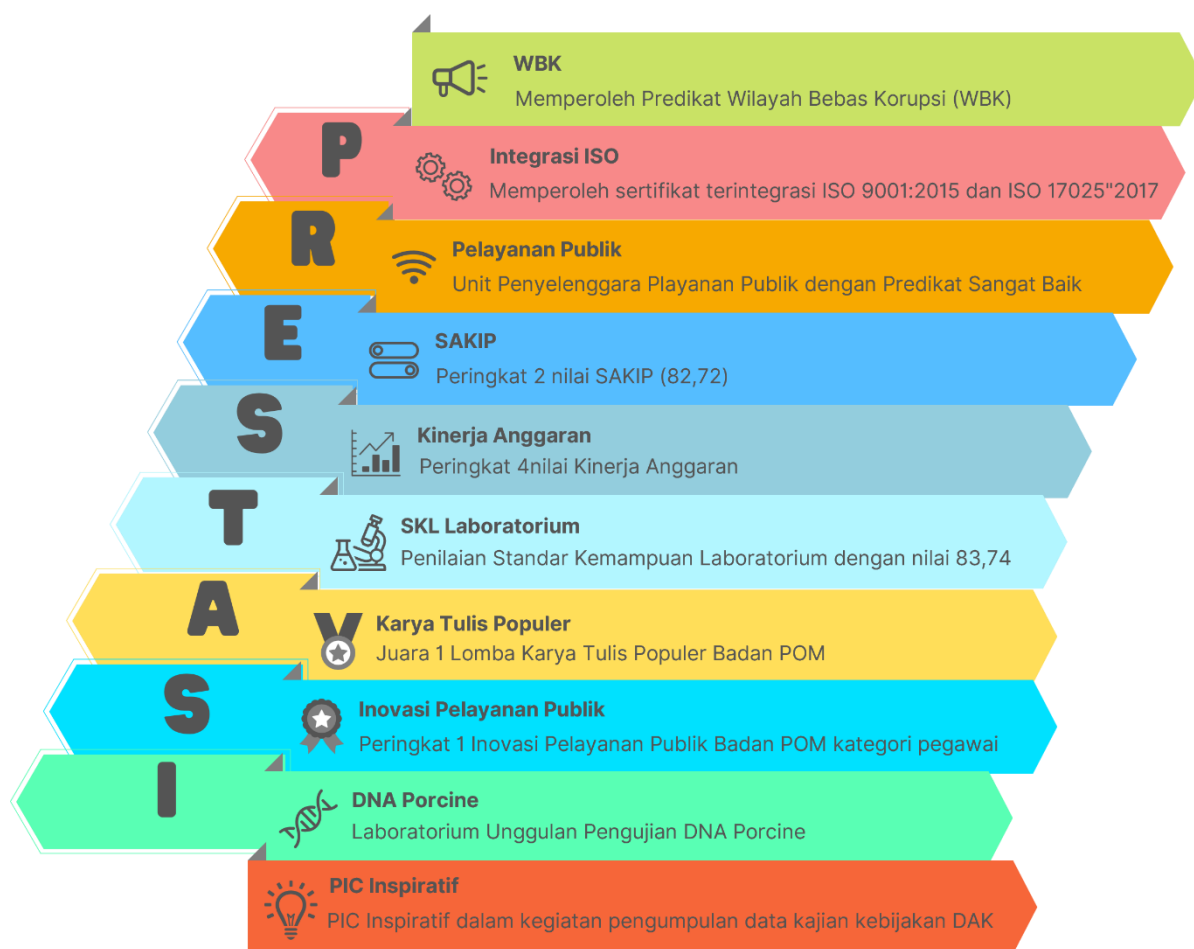 WBK
Memperoleh Predikat Wilayah Bebas Korupsi (WBK)
P
Integrasi ISO
Memperoleh sertifikat terintegrasi ISO 9001:2015 dan ISO 17025"2017
R
Pelayanan Publik
Unit Penyelenggara Playanan Publik dengan Predikat Sangat Baik
E
SAKIP
Peringkat 2 nilai SAKIP (82,72)
S
Kinerja Anggaran
Peringkat 4nilai Kinerja Anggaran
T
SKL Laboratorium
Penilaian Standar Kemampuan Laboratorium dengan nilai 83,74
A
Karya Tulis Populer
Juara 1 Lomba Karya Tulis Populer Badan POM
S
Inovasi Pelayanan Publik
Peringkat 1 Inovasi Pelayanan Publik Badan POM kategori pegawai
I
DNA Porcine
Laboratorium Unggulan Pengujian DNA Porcine
PIC Inspiratif
PIC Inspiratif dalam kegiatan pengumpulan data kajian kebijakan DAK